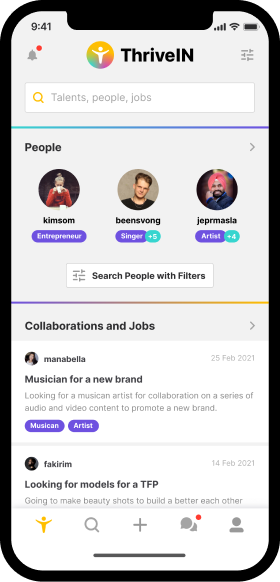 9:41
ThriveIN
Talents, people, jobs
People
kimsom
beensvong
jeprmasla
Entrepreneur
Singer +5
Artist +4
Search People with Filters
Collaborations and Jobs
manabella
25 Feb 2021
Musician for a new brand
Looking for a musican artist for collaboration on a series of
audio and video content to promote a new brand.
Musican
Artist
fakirim
14 Feb 2021
Looking for models for a TFP
Going to make beauty shots to build a better each other